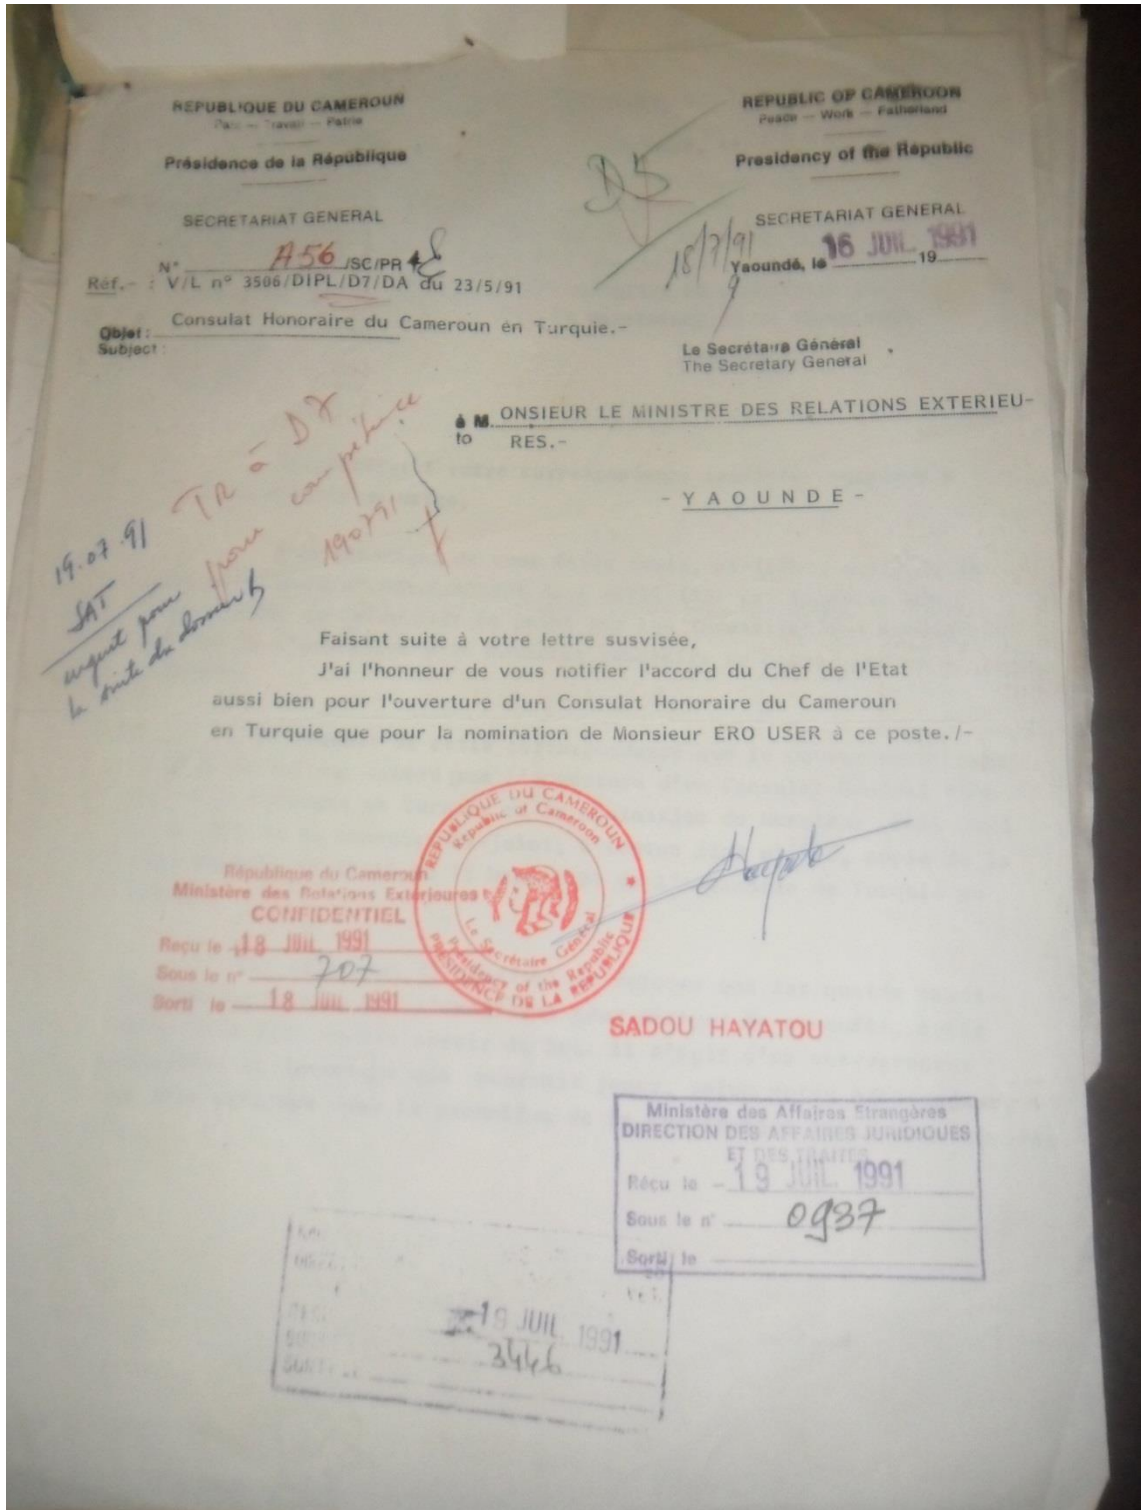 REPUBLIQUE DU CAMEROUN
Paix — Travail — Patrie
Présidence de la République
SECRETARIAT GENERAL
N° A56 /SC/PR
Réf.- : V/L n° 3506/DIPL/D7/DA du 23/5/91
Objet : Consulat Honoraire du Cameroun en Turquie.-
Subject :
REPUBLIC OF CAMEROON
Peace — Work — Fatherland
Presidency of the Republic
SECRETARIAT GENERAL
Yaoundé, le 16 JUIL. 1991 19
D5
18/7/91
Le Secrétaire Général
The Secretary General
à M. ONSIEUR LE MINISTRE DES RELATIONS EXTERIEU-
to RES.-
- Y A O U N D E -
TR à D7
pour compétence
190791
19.07.91
SAT
urgent pour
la suite du dossier
Faisant suite à votre lettre susvisée,
J'ai l'honneur de vous notifier l'accord du Chef de l'Etat
aussi bien pour l'ouverture d'un Consulat Honoraire du Cameroun
en Turquie que pour la nomination de Monsieur ERO USER à ce poste./-
REPUBLIQUE DU CAMEROUN
Republic of Cameroon
Le Secrétaire Général
Presidency of the Republic
PRESIDENCE DE LA REPUBLIQUE
Hayatou
République du Cameroun
Ministère des Relations Extérieures
CONFIDENTIEL
Reçu le 18 JUIL 1991
Sous le n° 707
Sorti le 18 JUIL 1991
SADOU HAYATOU
Ministère des Affaires Etrangères
DIRECTION DES AFFAIRES JURIDIQUES
ET DES TRAITES
Récu le 19 JUIL. 1991
Sous le n° 0937
Sorti le
19 JUIL. 1991
3446